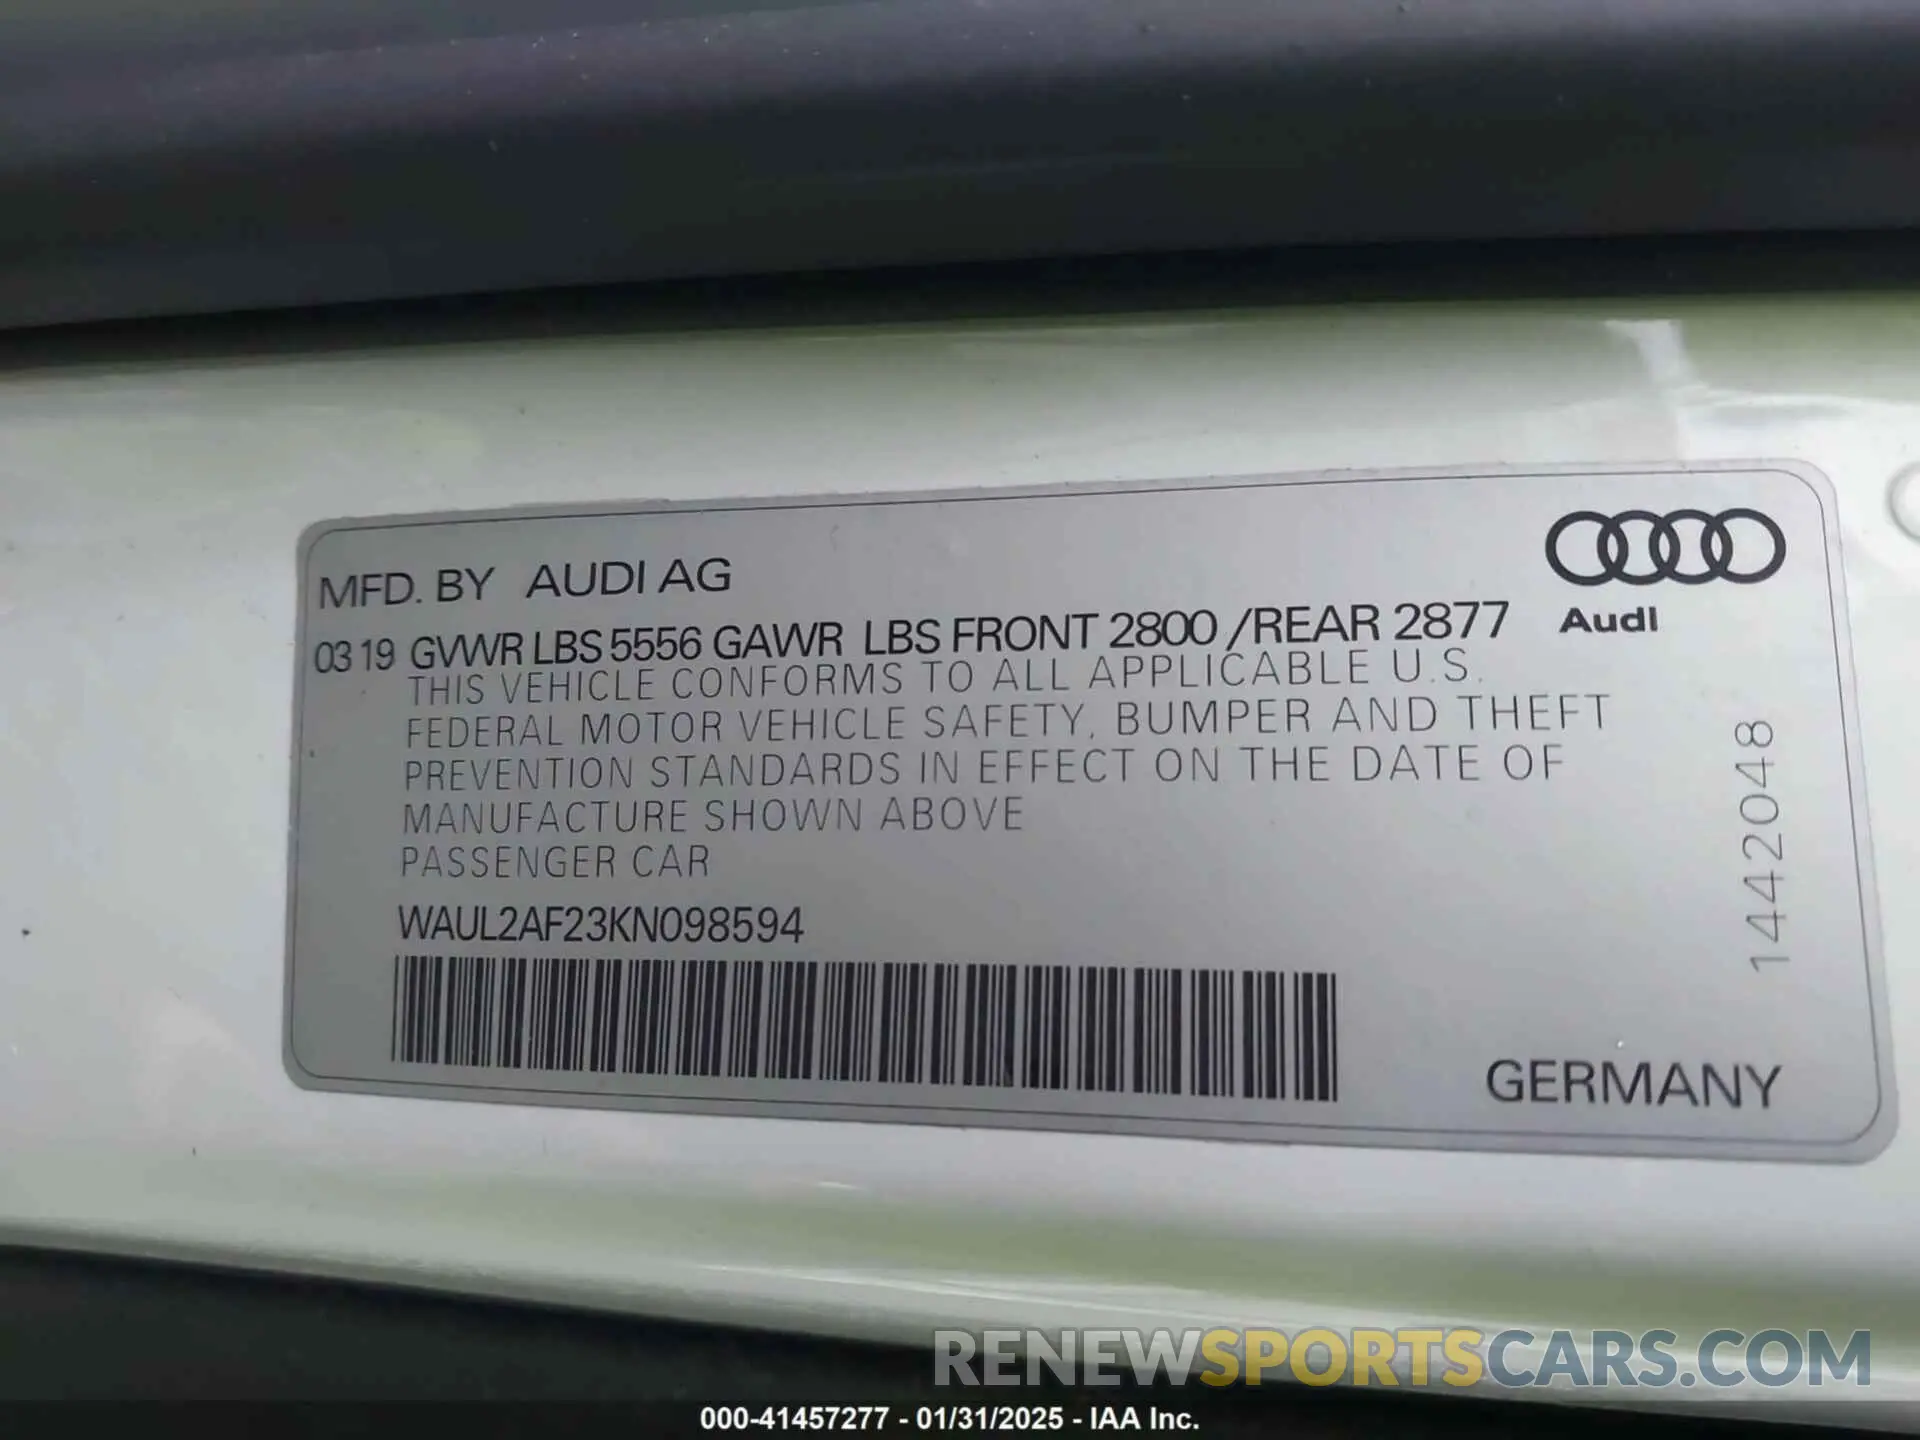 MFD. BY AUDI AG
03 19 GVWR LBS 5556 GAWR LBS FRONT 2800 /REAR 2877
Audi
THIS VEHICLE CONFORMS TO ALL APPLICABLE U.S.
FEDERAL MOTOR VEHICLE SAFETY, BUMPER AND THEFT
PREVENTION STANDARDS IN EFFECT ON THE DATE OF
MANUFACTURE SHOWN ABOVE
PASSENGER CAR
WAUL2AF23KN098594
1442048
GERMANY
RENEWSPORTSCARS.COM
000-41457277 - 01/31/2025 - IAA Inc.